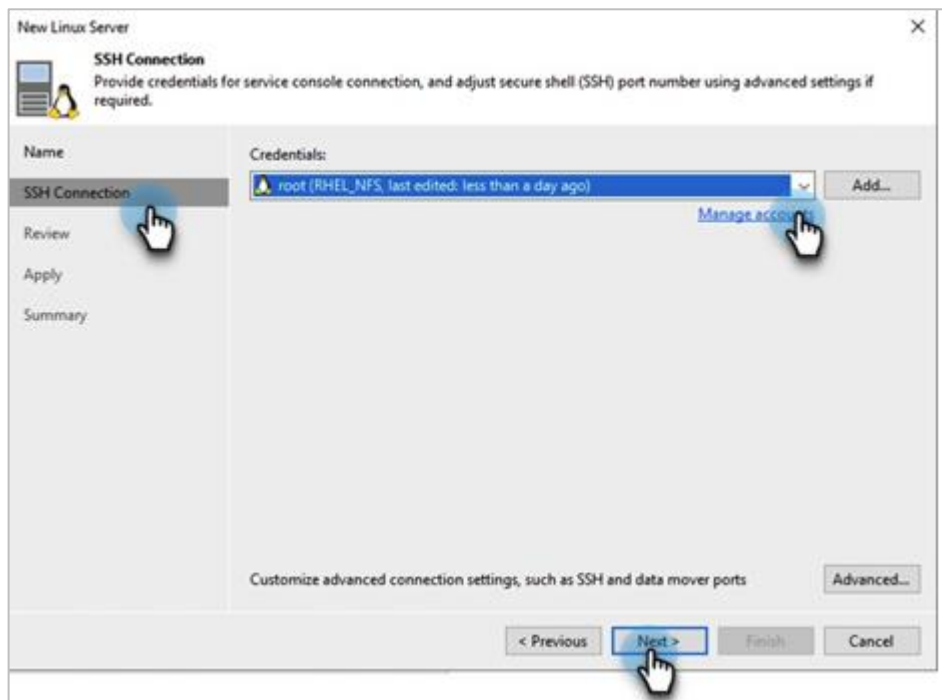 New Linux Server
SSH Connection
Provide credentials for service console connection, and adjust secure shell (SSH) port number using advanced settings if
required.
Name
Credentials:
SSH Connection
root (RHEL_NFS, last edited: less than a day ago)
Add...
Manage accounts
Review
Apply
Summary
Customize advanced connection settings, such as SSH and data mover ports
Advanced...
< Previous
Next >
Finish
Cancel